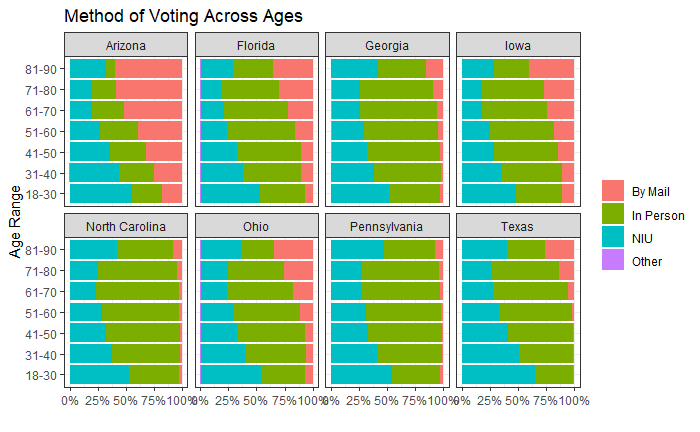 Method of Voting Across Ages
Arizona Florida Georgia Iowa
81-90
71-80
61-70
51-60
41-50
31-40
18-30
North Carolina Ohio Pennsylvania Texas
81-90
71-80
61-70
51-60
41-50
31-40
18-30
0% 25% 50% 75% 100% 0% 25% 50% 75% 100% 0% 25% 50% 75% 100% 0% 25% 50% 75% 100%
Age Range
By Mail
In Person
NIU
Other